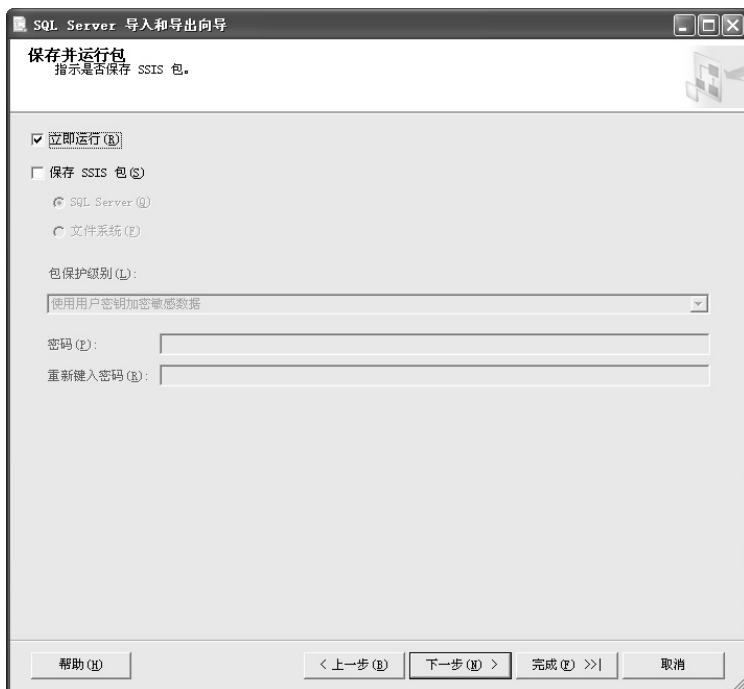 SQL Server 导入和导出向导
保存并运行包
指示是否保存 SSIS 包。
立即运行(R)
保存 SSIS 包(S)
SQL Server(Q)
文件系统(F)
包保护级别(L):
使用用户密钥加密敏感数据
密码(P):
重新键入密码(R):
帮助(H)
< 上一步(B)
下一步(N) >
完成(F) >>|
取消